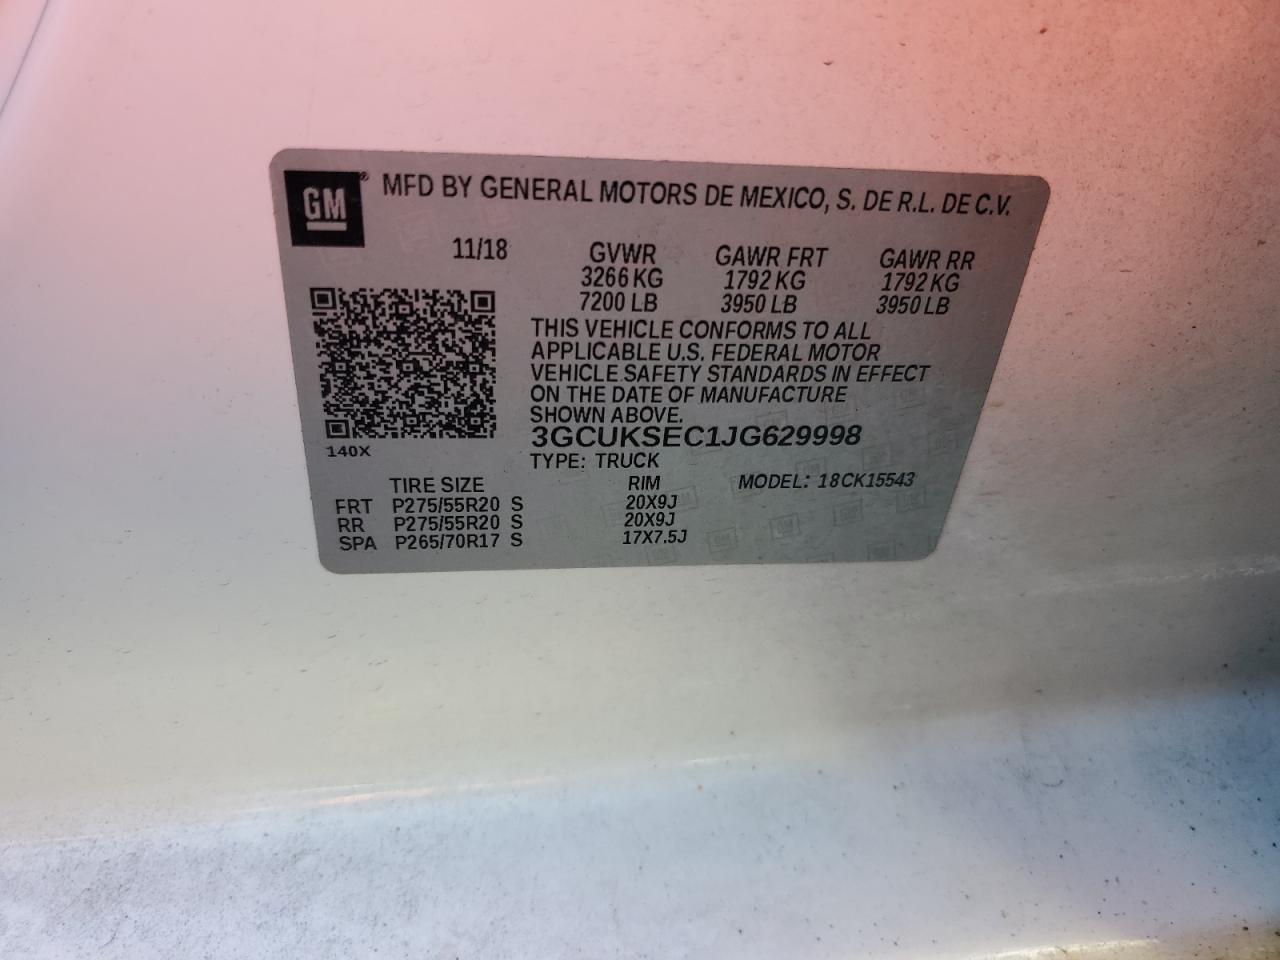 GM® MFD BY GENERAL MOTORS DE MEXICO, S. DE R.L. DE C.V.
11/18 GVWR GAWR FRT GAWR RR
3266 KG 1792 KG 1792 KG
7200 LB 3950 LB 3950 LB
THIS VEHICLE CONFORMS TO ALL
APPLICABLE U.S. FEDERAL MOTOR
VEHICLE SAFETY STANDARDS IN EFFECT
ON THE DATE OF MANUFACTURE
SHOWN ABOVE.
3GCUKSEC1JG629998
140X
TYPE: TRUCK
TIRE SIZE RIM MODEL: 18CK15543
FRT P275/55R20 S 20X9J
RR P275/55R20 S 20X9J
SPA P265/70R17 S 17X7.5J